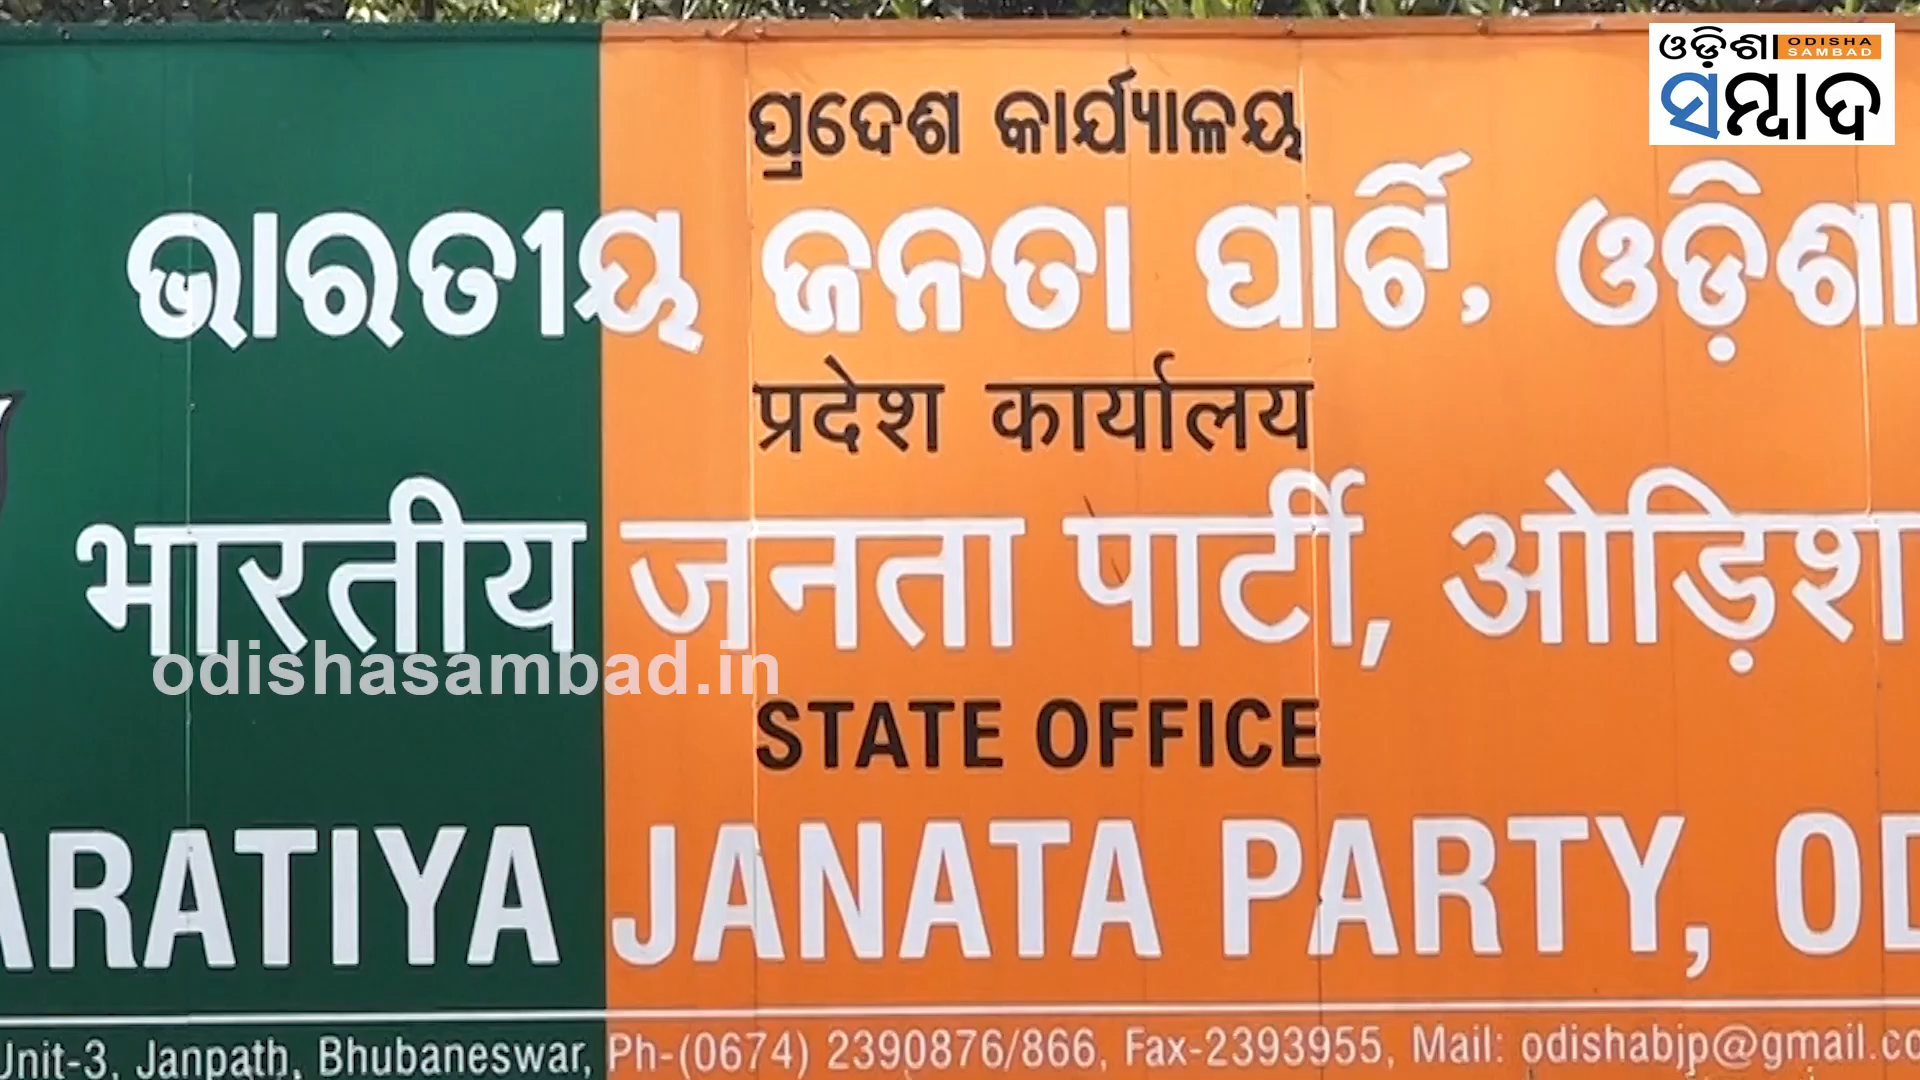 ଓଡ଼ିଶା ODISHA SAMBAD
ସମ୍ବାଦ
ପ୍ରଦେଶ କାର୍ଯ୍ୟାଳୟ
ଭାରତୀୟ ଜନତା ପାର୍ଟି, ଓଡ଼ିଶା
प्रदेश कार्यालय
भारतीय जनता पार्टी, ओड़िश
odishasambad.in
STATE OFFICE
ARATIYA JANATA PARTY, OD
Unit-3, Janpath, Bhubaneswar, Ph-(0674) 2390876/866, Fax-2393955, Mail: odishabjp@gmail.co